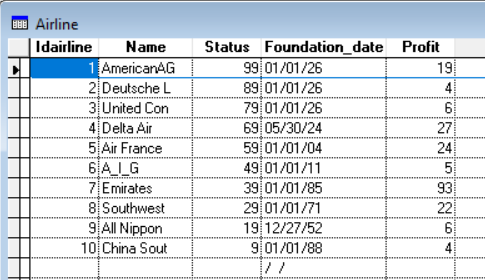 Airline
Idairline Name Status Foundation_date Profit
1 AmericanAG 99 01/01/26 19
2 Deutsche L 89 01/01/26 4
3 United Con 79 01/01/26 6
4 Delta Air 69 05/30/24 27
5 Air France 59 01/01/04 24
6 A_I_G 49 01/01/11 5
7 Emirates 39 01/01/85 93
8 Southwest 29 01/01/71 22
9 All Nippon 19 12/27/52 6
10 China Sout 9 01/01/88 4
/ /